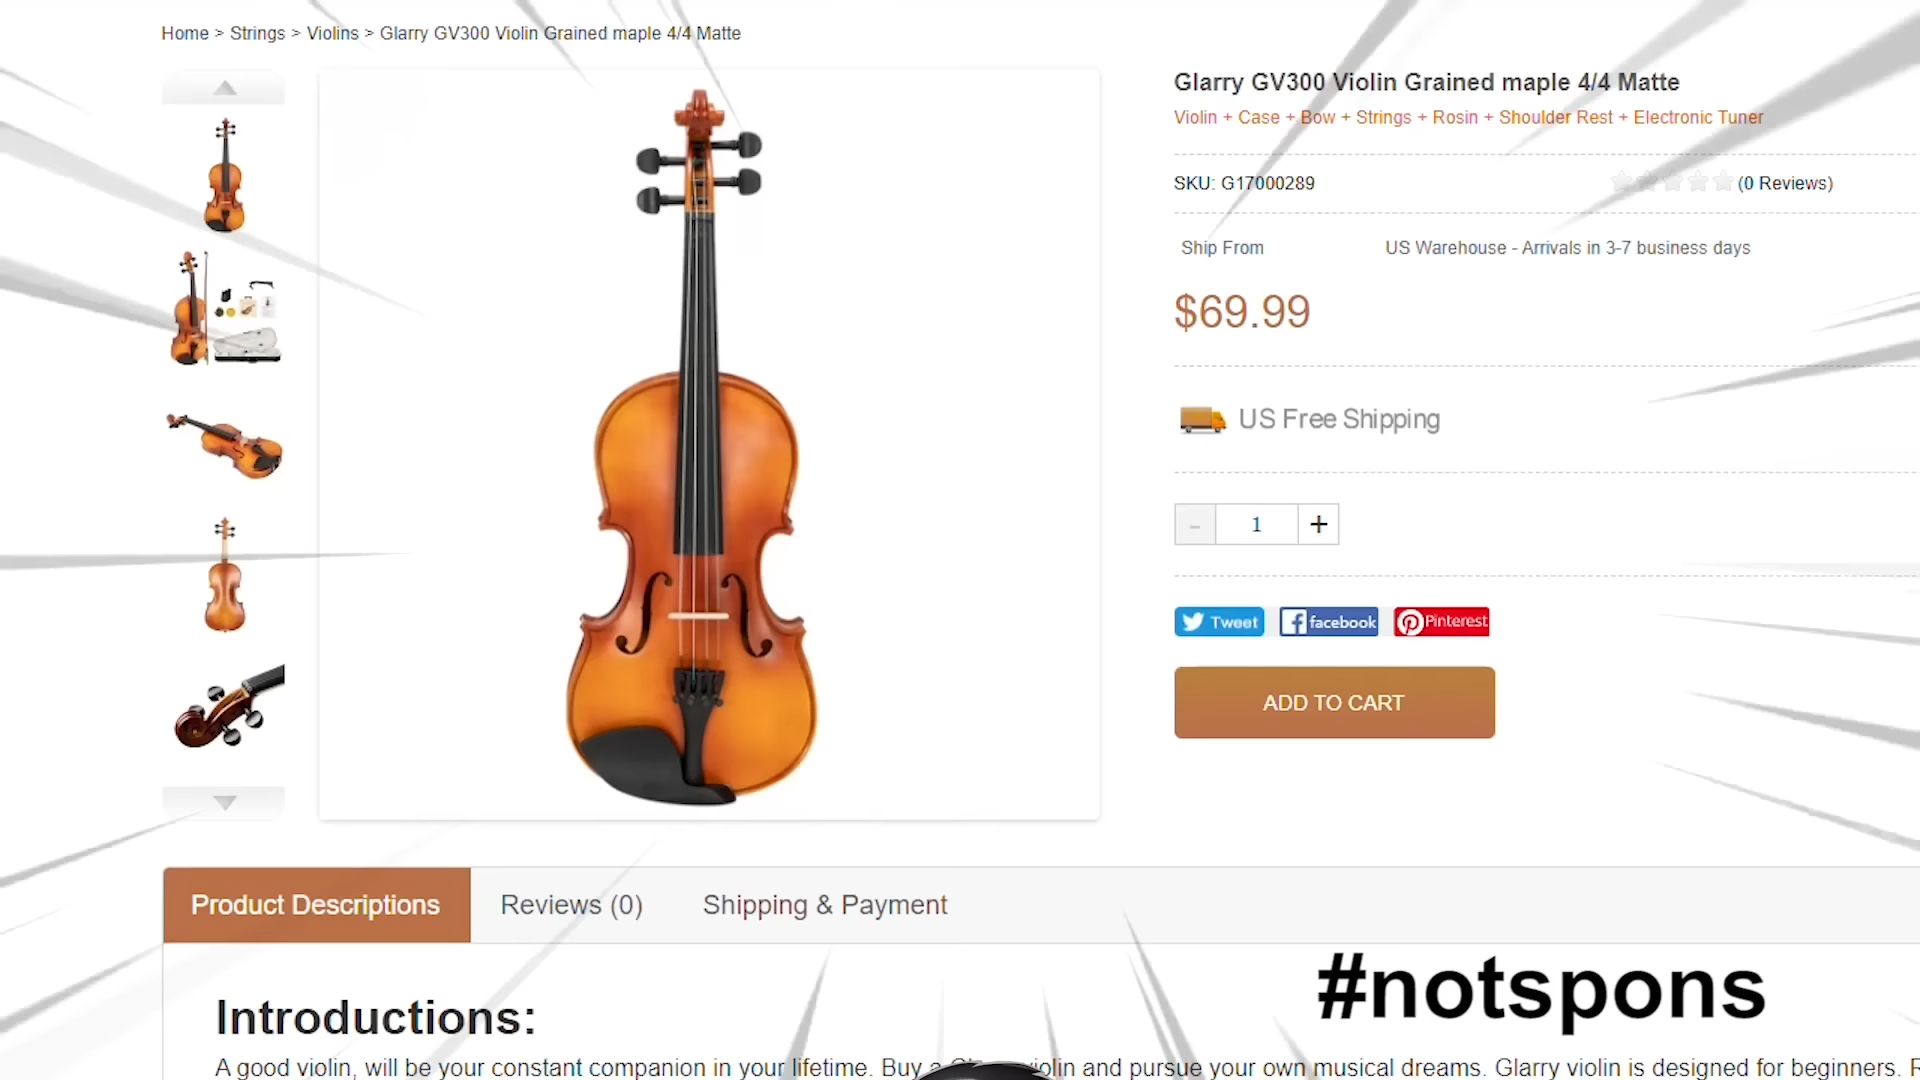 Home > Strings > Violins > Glarry GV300 Violin Grained maple 4/4 Matte
Glarry GV300 Violin Grained maple 4/4 Matte
Violin + Case + Bow + Strings + Rosin + Shoulder Rest + Electronic Tuner
SKU: G17000289
(0 Reviews)
Ship From
US Warehouse - Arrivals in 3-7 business days
$69.99
US Free Shipping
- 1 +
Tweet
facebook
Pinterest
ADD TO CART
Product Descriptions
Reviews (0)
Shipping & Payment
#notspons
Introductions:
A good violin, will be your constant companion in your lifetime. Buy a violin and pursue your own musical dreams. Glarry violin is designed for beginners.